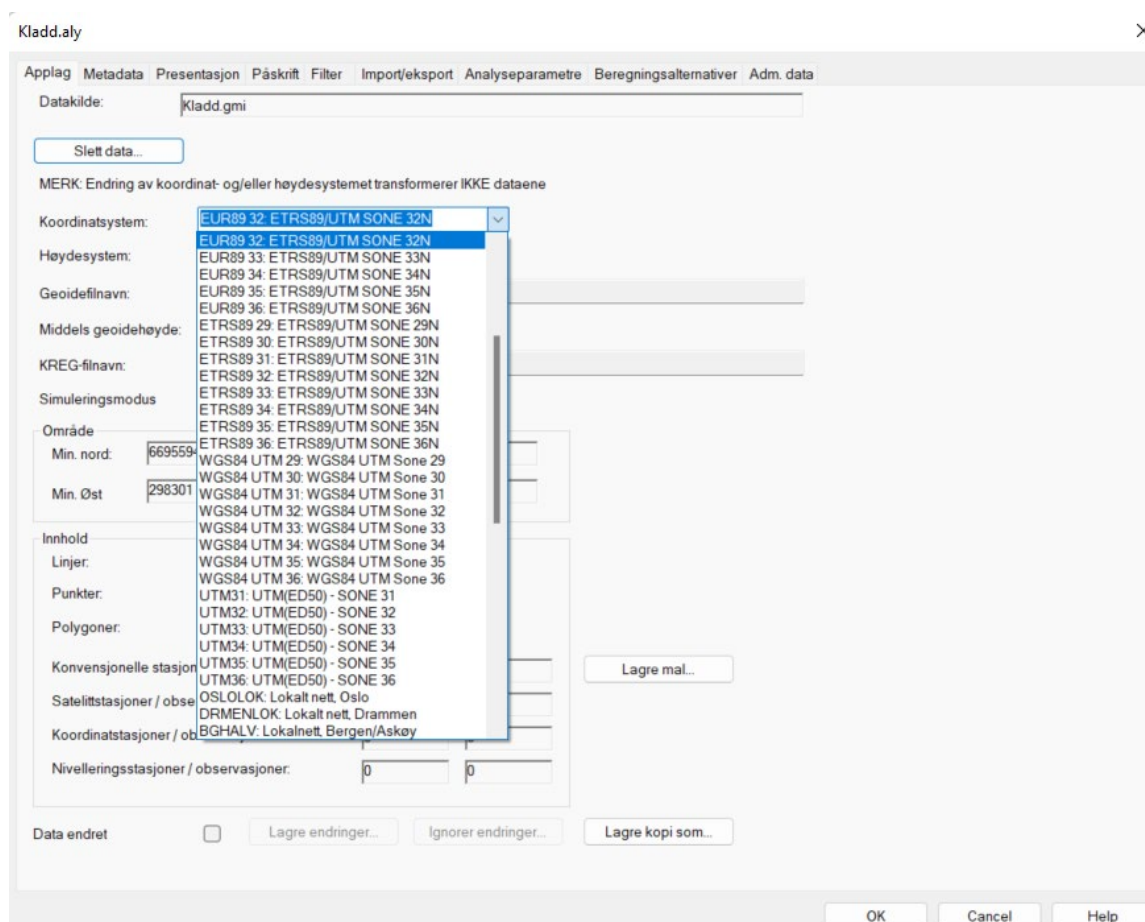 Kladd.aly
Applag Metadata Presentasjon Påskrift Filter Import/eksport Analyseparametre Beregningsalternativer Adm. data
Datakilde: Kladd.gmi
Slett data...
MERK: Endring av koordinat- og/eller høydesystemet transformerer IKKE dataene
Koordinatsystem: EUR89 32: ETRS89/UTM SONE 32N
EUR89 32: ETRS89/UTM SONE 32N
Høydesystem:
EUR89 33: ETRS89/UTM SONE 33N
EUR89 34: ETRS89/UTM SONE 34N
Geoidefilnavn:
EUR89 35: ETRS89/UTM SONE 35N
EUR89 36: ETRS89/UTM SONE 36N
Middels geoidehøyde:
ETRS89 29: ETRS89/UTM SONE 29N
ETRS89 30: ETRS89/UTM SONE 30N
ETRS89 31: ETRS89/UTM SONE 31N
KREG-filnavn:
ETRS89 32: ETRS89/UTM SONE 32N
ETRS89 33: ETRS89/UTM SONE 33N
Simuleringsmodus
ETRS89 34: ETRS89/UTM SONE 34N
ETRS89 35: ETRS89/UTM SONE 35N
Område
ETRS89 36: ETRS89/UTM SONE 36N
Min. nord: 669559
WGS84 UTM 29: WGS84 UTM Sone 29
WGS84 UTM 30: WGS84 UTM Sone 30
Min. Øst 298301
WGS84 UTM 31: WGS84 UTM Sone 31
WGS84 UTM 32: WGS84 UTM Sone 32
WGS84 UTM 33: WGS84 UTM Sone 33
Innhold
WGS84 UTM 34: WGS84 UTM Sone 34
Linjer:
WGS84 UTM 35: WGS84 UTM Sone 35
WGS84 UTM 36: WGS84 UTM Sone 36
Punkter:
UTM31: UTM(ED50) - SONE 31
UTM32: UTM(ED50) - SONE 32
Polygoner:
UTM33: UTM(ED50) - SONE 33
UTM34: UTM(ED50) - SONE 34
Konvensjonelle stasjon
UTM35: UTM(ED50) - SONE 35
Lagre mal...
UTM36: UTM(ED50) - SONE 36
Satelittstasjoner / obse
OSLOLOK: Lokalt nett, Oslo
DRMENLOK: Lokalt nett, Drammen
Koordinatstasjoner / ob
BGHALV: Lokalnett, Bergen/Askøy
Nivelleringsstasjoner / observasjoner: 0 0
Data endret Lagre endringer... Ignorer endringer... Lagre kopi som...
OK Cancel Help